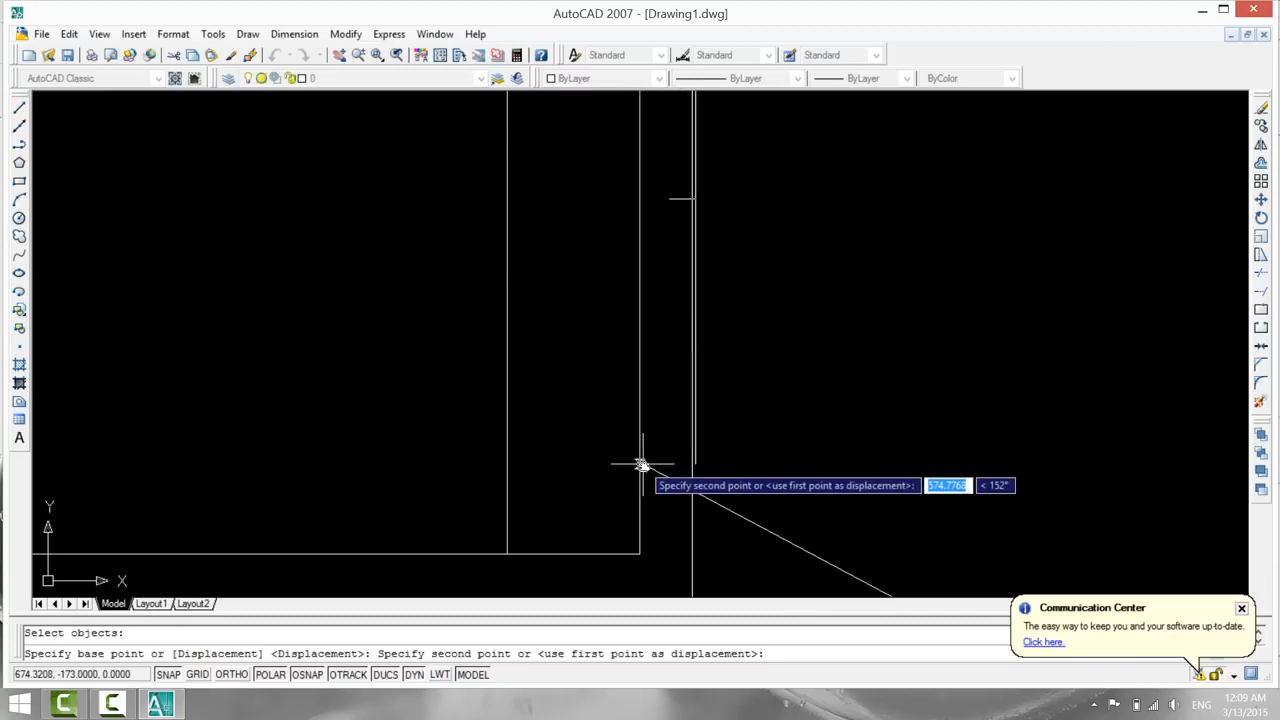 AutoCAD 2007 - [Drawing1.dwg]
File Edit View Insert Format Tools Draw Dimension Modify Express Window Help
Standard Standard Standard
AutoCAD Classic 0 ByLayer ByLayer ByLayer ByColor
A
Specify second point or <use first point as displacement>: 574.7768 < 152°
Y
X
Model Layout1 Layout2
Communication Center
The easy way to keep you and your software up-to-date.
Click here.
Select objects:
Specify base point or [Displacement] <Displacement>: Specify second point or <use first point as displacement>:
674.3208, -173.0000, 0.0000 SNAP GRID ORTHO POLAR OSNAP OTRACK DUCS DYN LWT MODEL
ENG
12:09 AM
3/13/2015